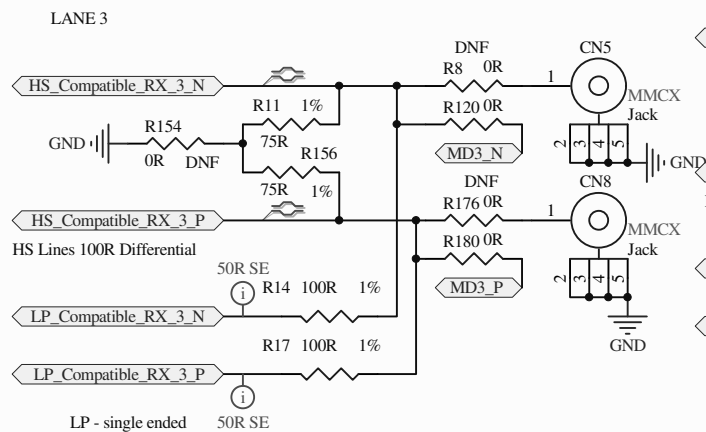 LANE 3
DNF
CN5
R8 0R
HS_Compatible_RX_3_N
1
R11 1%
MMCX
R120 0R
Jack
R154
75R
GND
R156
MD3_N
2 3 4 5
GND
0R DNF
75R
1%
DNF
CN8
R176 0R
HS_Compatible_RX_3_P
1
MMCX
R180 0R
Jack
HS Lines 100R Differential
50R SE
i
R14 100R 1%
MD3_P
2 3 4 5
LP_Compatible_RX_3_N
GND
R17 100R 1%
LP_Compatible_RX_3_P
i
LP - single ended
50R SE